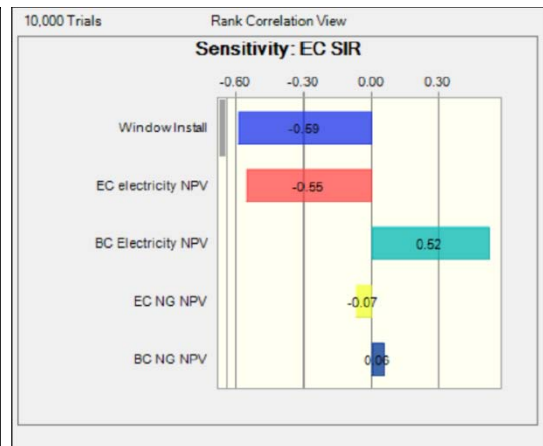 10,000 Trials Rank Correlation View
Sensitivity: EC SIR
-0.60 -0.30 0.00 0.30
Window Install -0.59
EC electricity NPV -0.55
BC Electricity NPV 0.52
EC NG NPV -0.07
BC NG NPV 0.06